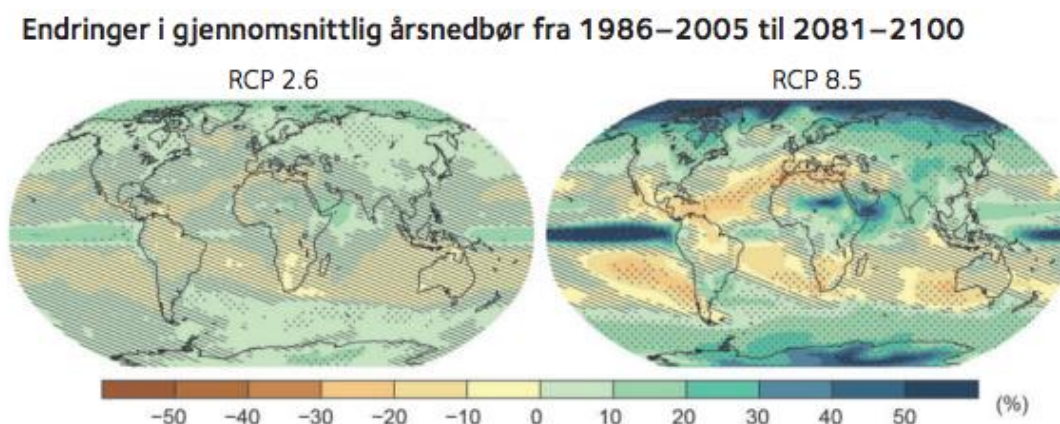 Endringer i gjennomsnittlig årsnedbør fra 1986–2005 til 2081–2100
RCP 2.6 RCP 8.5
−50 −40 −30 −20 −10 0 10 20 30 40 50 (%)